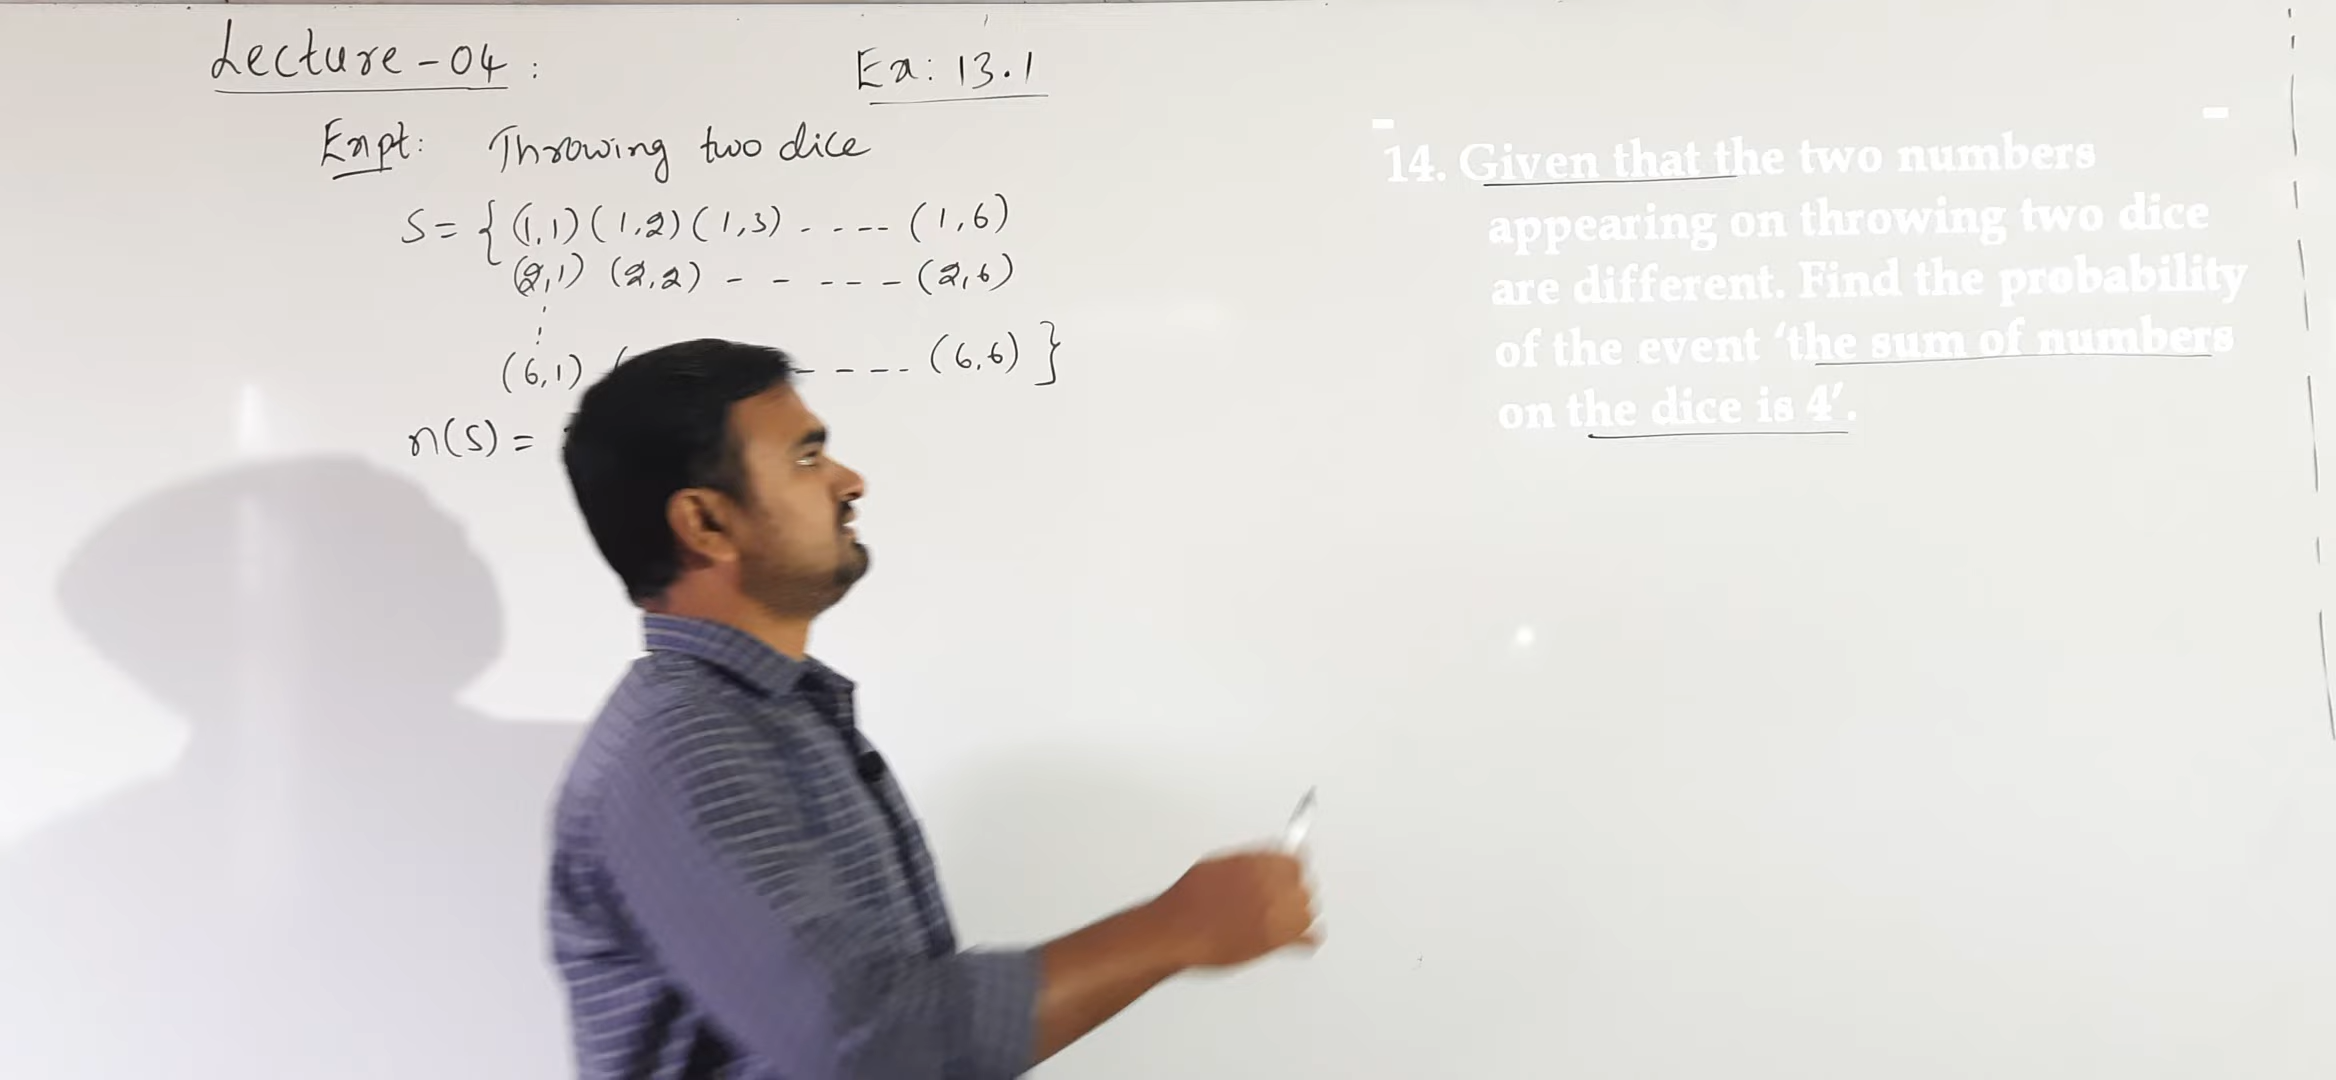 Lecture - 04 :
Ex: 13.1
Expt: Throwing two dice
S = { (1,1) (1,2) (1,3) - - - - (1,6)
(2,1) (2,2) - - - - - (2,6)
(6,1) ( - - - - (6,6) }
n(S) =
14. Given that the two numbers
appearing on throwing two dice
are different. Find the probability
of the event ‘the sum of numbers
on the dice is 4’.